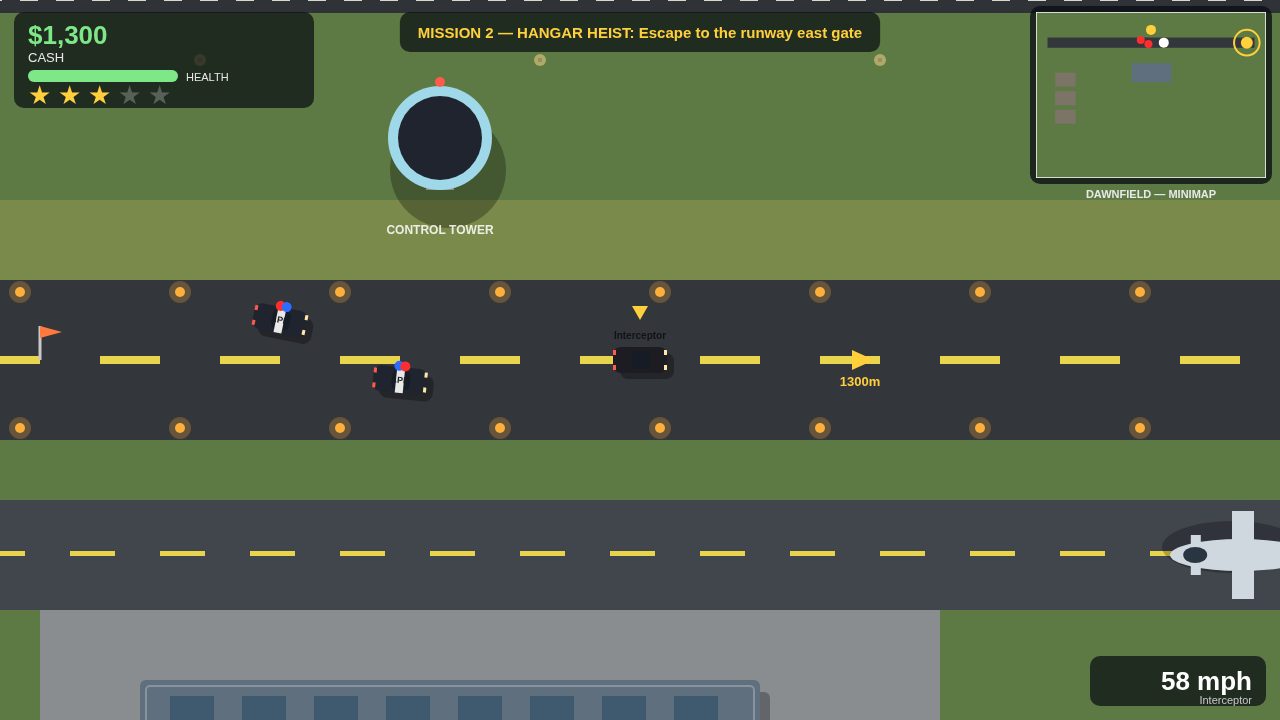 $1,300
CASH
HEALTH
MISSION 2 — HANGAR HEIST: Escape to the runway east gate
DAWNFIELD — MINIMAP
CONTROL TOWER
P
Interceptor
P
1300m
58 mph
Interceptor